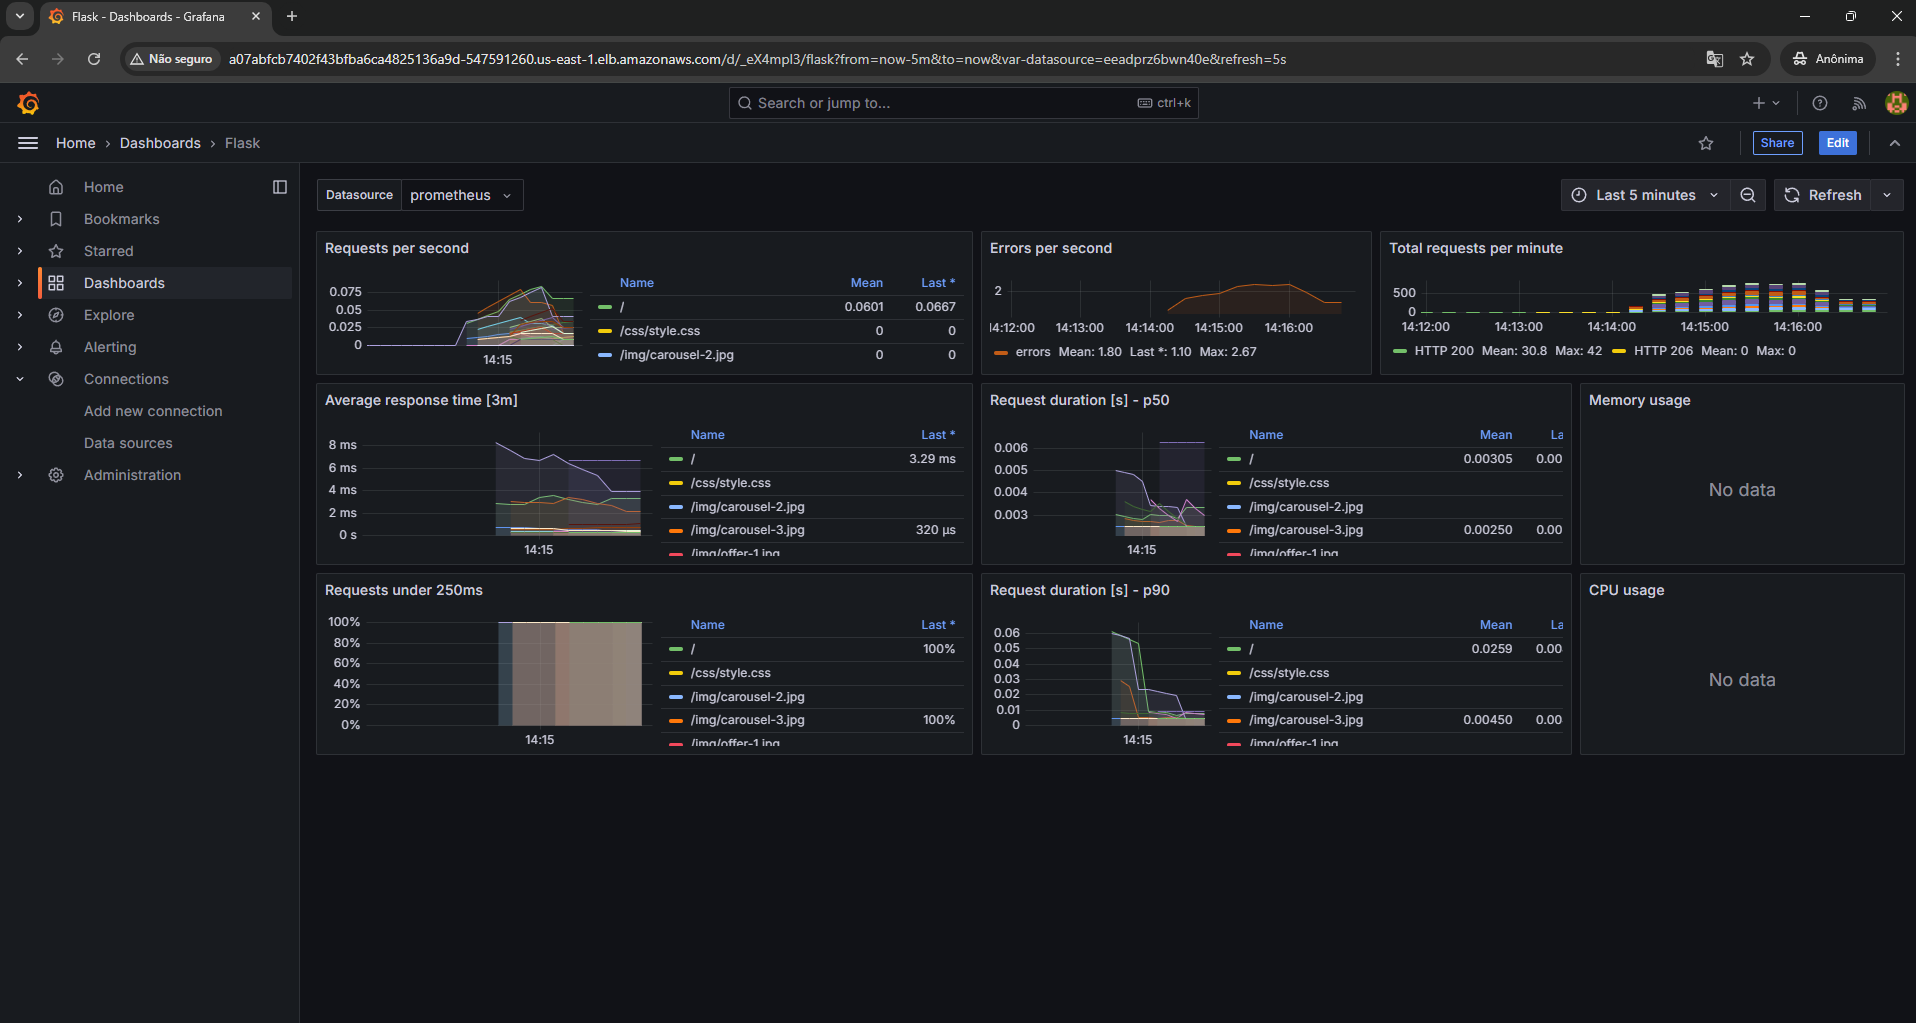 Flask - Dashboards - Grafana
Não seguro
a07abfcb7402f43bfba6ca4825136a9d-547591260.us-east-1.elb.amazonaws.com/d/_eX4mpl3/flask?from=now-5m&to=now&var-datasource=eeadprz6bwn40e&refresh=5s
Anônima
Search or jump to...
ctrl+k
Home › Dashboards › Flask
Share
Edit
Home
Bookmarks
Starred
Dashboards
Explore
Alerting
Connections
Add new connection
Data sources
Administration
Datasource
prometheus
Last 5 minutes
Refresh
Requests per second
0.075
0.05
0.025
0
14:15
Name Mean Last *
/ 0.0601 0.0667
/css/style.css 0 0
/img/carousel-2.jpg 0 0
Errors per second
2
14:12:00 14:13:00 14:14:00 14:15:00 14:16:00
errors Mean: 1.80 Last *: 1.10 Max: 2.67
Total requests per minute
500
0
14:12:00 14:13:00 14:14:00 14:15:00 14:16:00
HTTP 200 Mean: 30.8 Max: 42 HTTP 206 Mean: 0 Max: 0
Average response time [3m]
8 ms
6 ms
4 ms
2 ms
0 s
14:15
Name Last *
/ 3.29 ms
/css/style.css
/img/carousel-2.jpg
/img/carousel-3.jpg 320 µs
/img/offer-1.jpg
Request duration [s] - p50
0.006
0.005
0.004
0.003
14:15
Name Mean La
/ 0.00305 0.00
/css/style.css
/img/carousel-2.jpg
/img/carousel-3.jpg 0.00250 0.00
/img/offer-1.jpg
Memory usage
No data
Requests under 250ms
100%
80%
60%
40%
20%
0%
14:15
Name Last *
/ 100%
/css/style.css
/img/carousel-2.jpg
/img/carousel-3.jpg 100%
/img/offer-1.jpg
Request duration [s] - p90
0.06
0.05
0.04
0.03
0.02
0.01
0
14:15
Name Mean La
/ 0.0259 0.00
/css/style.css
/img/carousel-2.jpg
/img/carousel-3.jpg 0.00450 0.00
/img/offer-1.jpg
CPU usage
No data